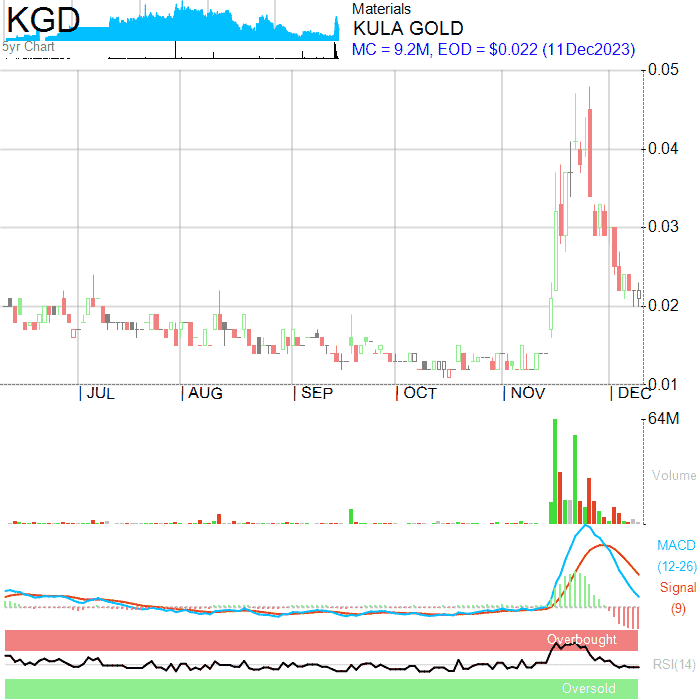 KGD
5yr Chart
Materials
KULA GOLD
MC = 9.2M, EOD = $0.022 (11Dec2023)
0.05
0.04
0.03
0.02
0.01
JUL AUG SEP OCT NOV DEC
64M
Volume
MACD
(12-26)
Signal
(9)
Overbought
RSI(14)
Oversold